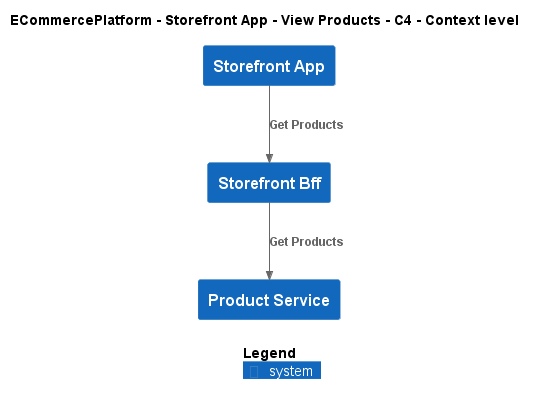 ECommercePlatform - Storefront App - View Products - C4 - Context level
Storefront App
Get Products
Storefront Bff
Get Products
Product Service
Legend
system